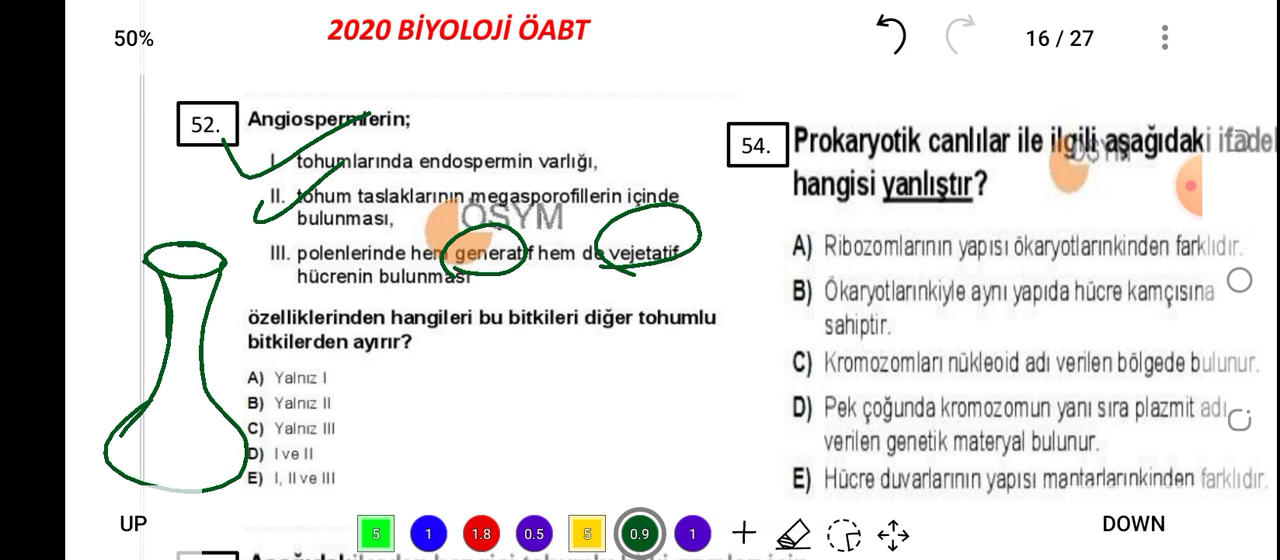 50%
2020 BİYOLOJİ ÖABT
16 / 27
52.
Angiospermlerin;
I. tohumlarında endospermin varlığı,
II. tohum taslaklarının megasporofillerin içinde
bulunması,
ÖSYM
III. polenlerinde hem generatif hem de vejetatif
hücrenin bulunması
özelliklerinden hangileri bu bitkileri diğer tohumlu
bitkilerden ayırır?
A) Yalnız I
B) Yalnız II
C) Yalnız III
D) I ve II
E) I, II ve III
54.
Prokaryotik canlılar ile ilgili aşağıdaki ifade
hangisi yanlıştır?
ÖSYM
A) Ribozomlarının yapısı ökaryotlarınkinden farklıdır.
B) Ökaryotlarınkiyle aynı yapıda hücre kamçısına
sahiptir.
C) Kromozomları nükleoid adı verilen bölgede bulunur.
D) Pek çoğunda kromozomun yanı sıra plazmit adı
verilen genetik materyal bulunur.
E) Hücre duvarlarının yapısı mantarlarınkinden farklıdır.
UP
5 1 1.8 0.5 5 0.9 1
DOWN